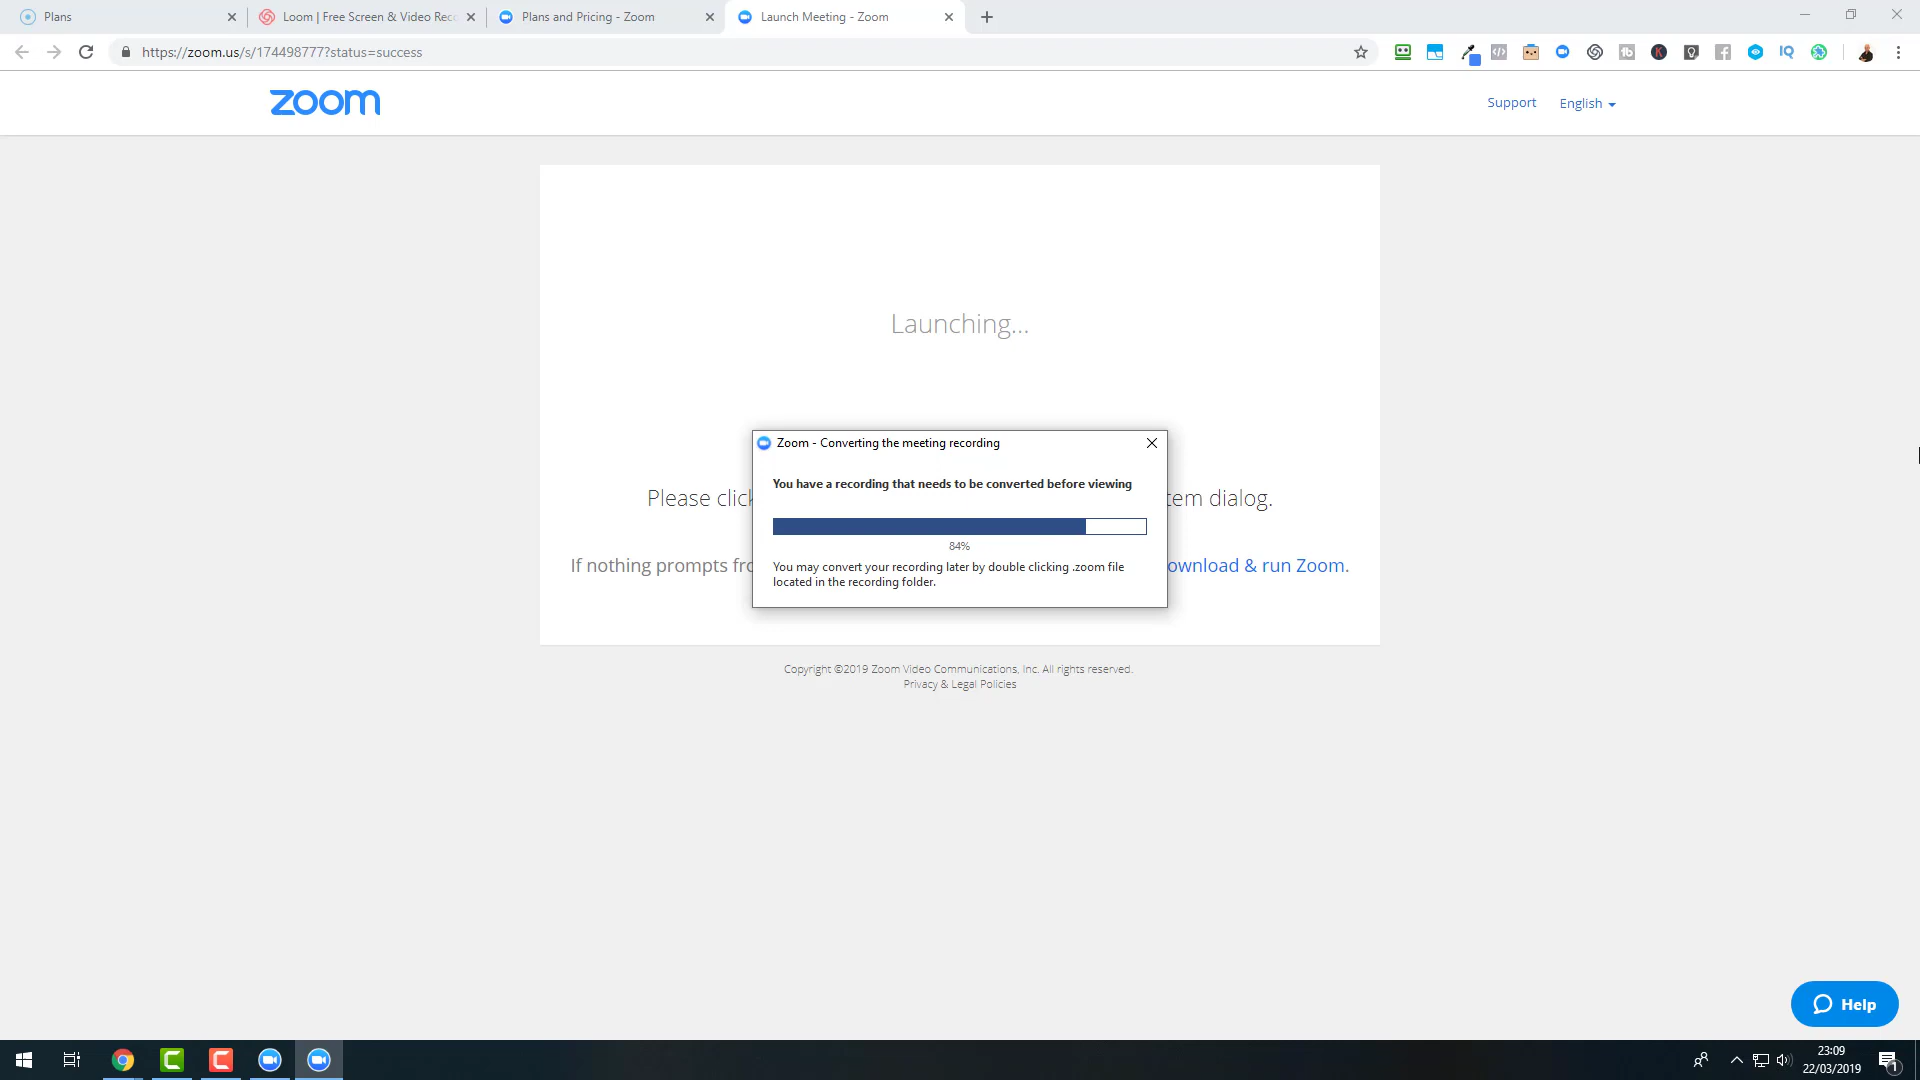 Plans
Loom | Free Screen & Video Reco
Plans and Pricing - Zoom
Launch Meeting - Zoom
https://zoom.us/s/174498777?status=success
zoom
Support
English
Launching...
Zoom - Converting the meeting recording
You have a recording that needs to be converted before viewing
Please click
tem dialog.
84%
If nothing prompts fro
ownload & run Zoom.
You may convert your recording later by double clicking .zoom file
located in the recording folder.
Copyright ©2019 Zoom Video Communications, Inc. All rights reserved.
Privacy & Legal Policies
Help
23:09
22/03/2019
1